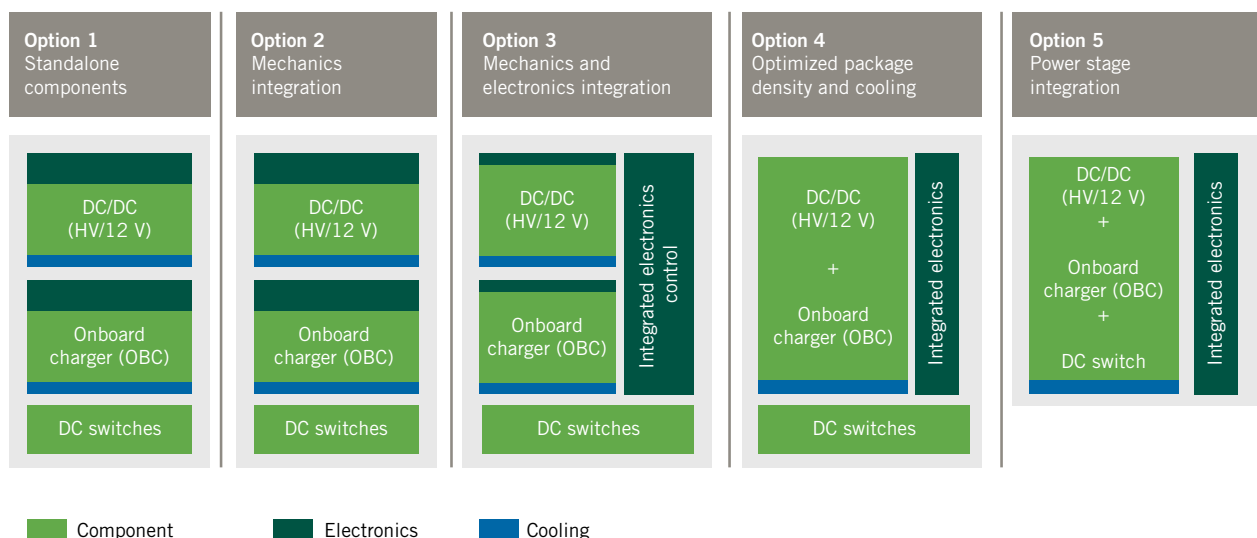 Option 1
Standalone
components
Option 2
Mechanics
integration
Option 3
Mechanics and
electronics integration
Option 4
Optimized package
density and cooling
Option 5
Power stage
integration
DC/DC
(HV/12 V)
Onboard
charger (OBC)
DC switches
DC/DC
(HV/12 V)
Onboard
charger (OBC)
DC switches
DC/DC
(HV/12 V)
Onboard
charger (OBC)
Integrated electronics
control
DC switches
DC/DC
(HV/12 V)
+
Onboard
charger (OBC)
Integrated electronics
DC switches
DC/DC
(HV/12 V)
+
Onboard
charger (OBC)
+
DC switch
Integrated electronics
Component
Electronics
Cooling